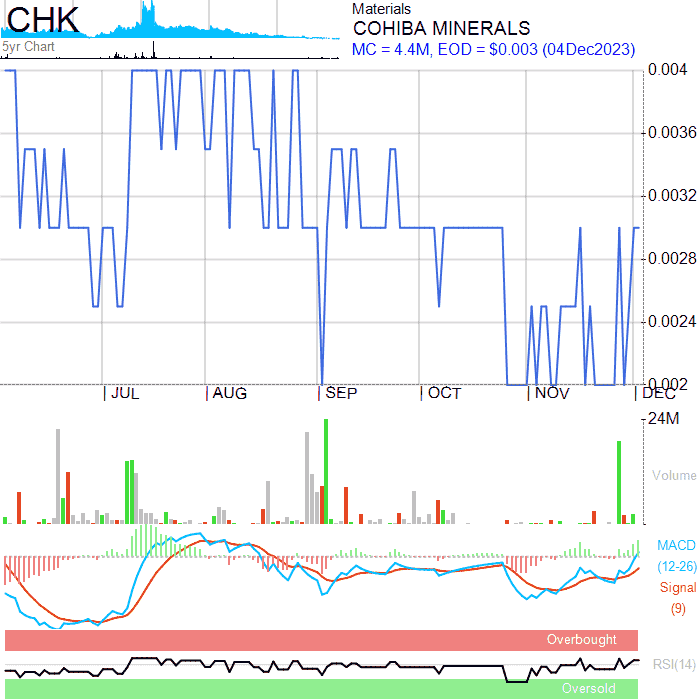 CHK
5yr Chart
Materials
COHIBA MINERALS
MC = 4.4M, EOD = $0.003 (04Dec2023)
0.004
0.0036
0.0032
0.0028
0.0024
0.002
JUL AUG SEP OCT NOV DEC
24M
Volume
MACD
(12-26)
Signal
(9)
Overbought
RSI(14)
Oversold